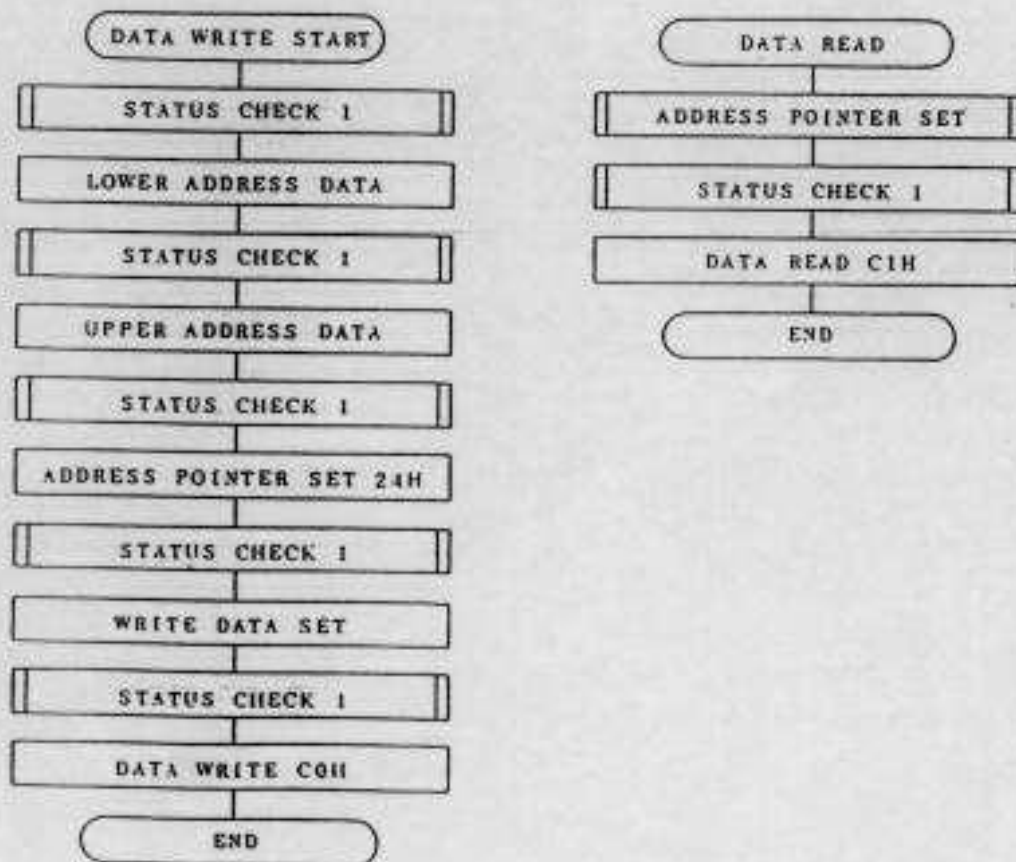 DATA WRITE START
STATUS CHECK 1
LOWER ADDRESS DATA
STATUS CHECK 1
UPPER ADDRESS DATA
STATUS CHECK 1
ADDRESS POINTER SET 24H
STATUS CHECK 1
WRITE DATA SET
STATUS CHECK 1
DATA WRITE C0H
END
DATA READ
ADDRESS POINTER SET
STATUS CHECK 1
DATA READ C1H
END